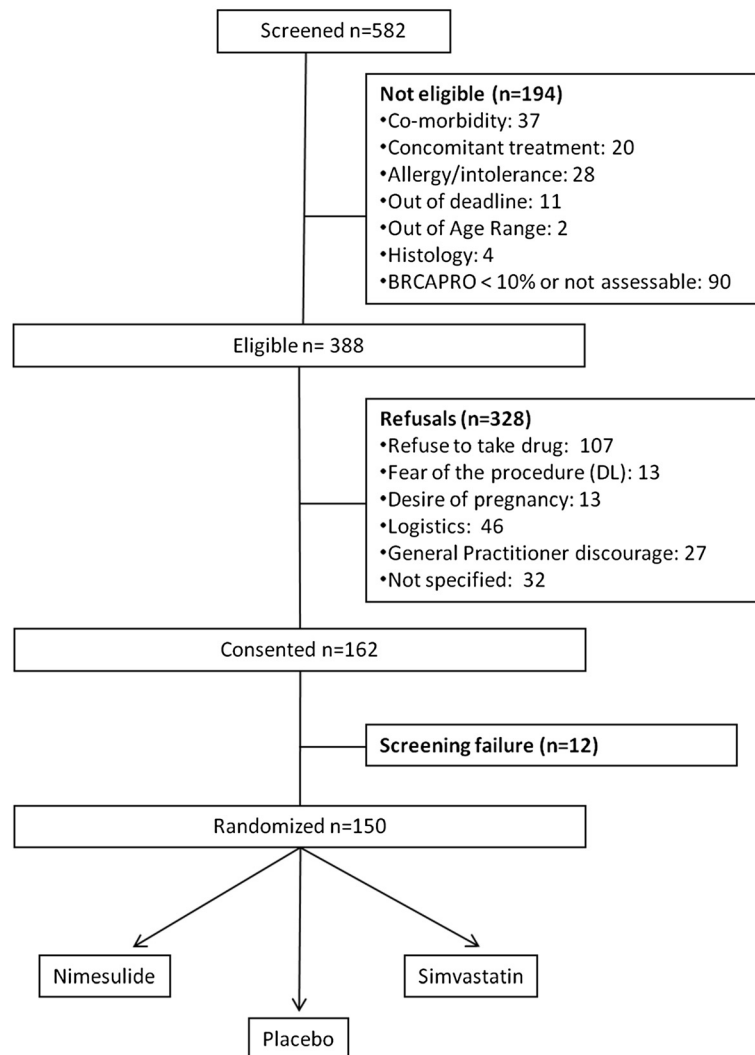 Screened n=582
Not eligible (n=194)
•Co-morbidity: 37
•Concomitant treatment: 20
•Allergy/intolerance: 28
•Out of deadline: 11
•Out of Age Range: 2
•Histology: 4
•BRCAPRO < 10% or not assessable: 90
Eligible n= 388
Refusals (n=328)
•Refuse to take drug: 107
•Fear of the procedure (DL): 13
•Desire of pregnancy: 13
•Logistics: 46
•General Practitioner discourage: 27
•Not specified: 32
Consented n=162
Screening failure (n=12)
Randomized n=150
Nimesulide
Simvastatin
Placebo